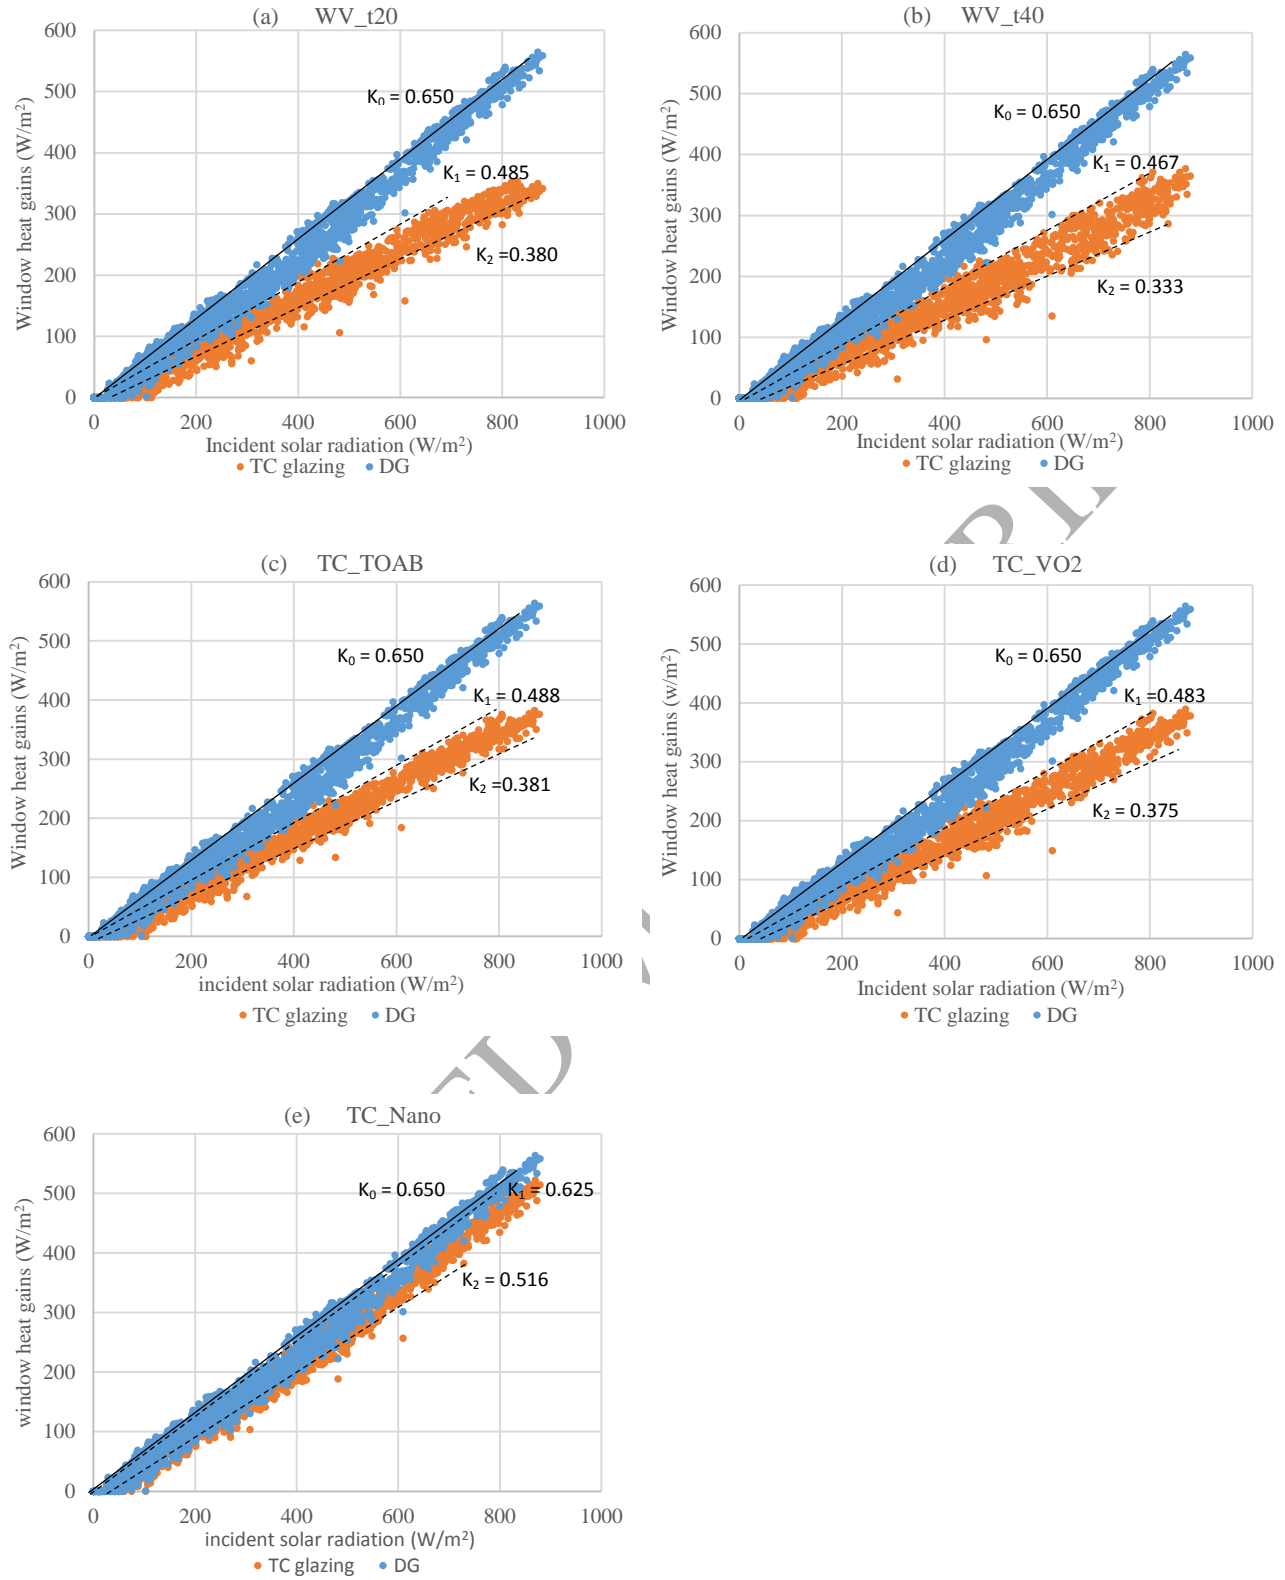 (a) WV_t20
Window heat gains (W/m²)
600
500
400
300
200
100
0
K₀ = 0.650
K₁ = 0.485
K₂ =0.380
0 200 400 600 800 1000
Incident solar radiation (W/m²)
TC glazing DG
(b) WV_t40
Window heat gains (W/m²)
600
500
400
300
200
100
0
K₀ = 0.650
K₁ = 0.467
K₂ = 0.333
0 200 400 600 800 1000
Incident solar radiation (W/m²)
TC glazing DG
(c) TC_TOAB
Window heat gains (W/m²)
600
500
400
300
200
100
0
K₀ = 0.650
K₁ = 0.488
K₂ =0.381
0 200 400 600 800 1000
incident solar radiation (W/m²)
TC glazing DG
(d) TC_VO2
Window heat gains (w/m²)
600
500
400
300
200
100
0
K₀ = 0.650
K₁ = 0.483
K₂ = 0.375
0 200 400 600 800 1000
Incident solar radiation (W/m²)
TC glazing DG
(e) TC_Nano
window heat gains (W/m²)
600
500
400
300
200
100
0
K₀ = 0.650
K₁ = 0.625
K₂ = 0.516
0 200 400 600 800 1000
incident solar radiation (W/m²)
TC glazing DG